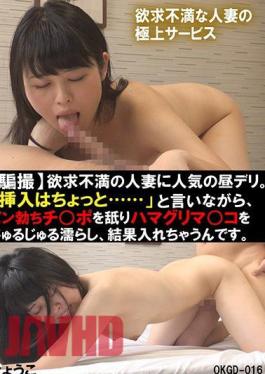 欲求不満な人妻の
極上サービス
騙撮】欲求不満の人妻に人気の昼デリ。
挿入はちょっと……」と言いながら、
ン勃ちチ〇ポを舐りハマグリマ〇コを
ゅるじゅる濡らし、結果入れちゃうんです。
JAVHD
ょうこ
OKGD-016